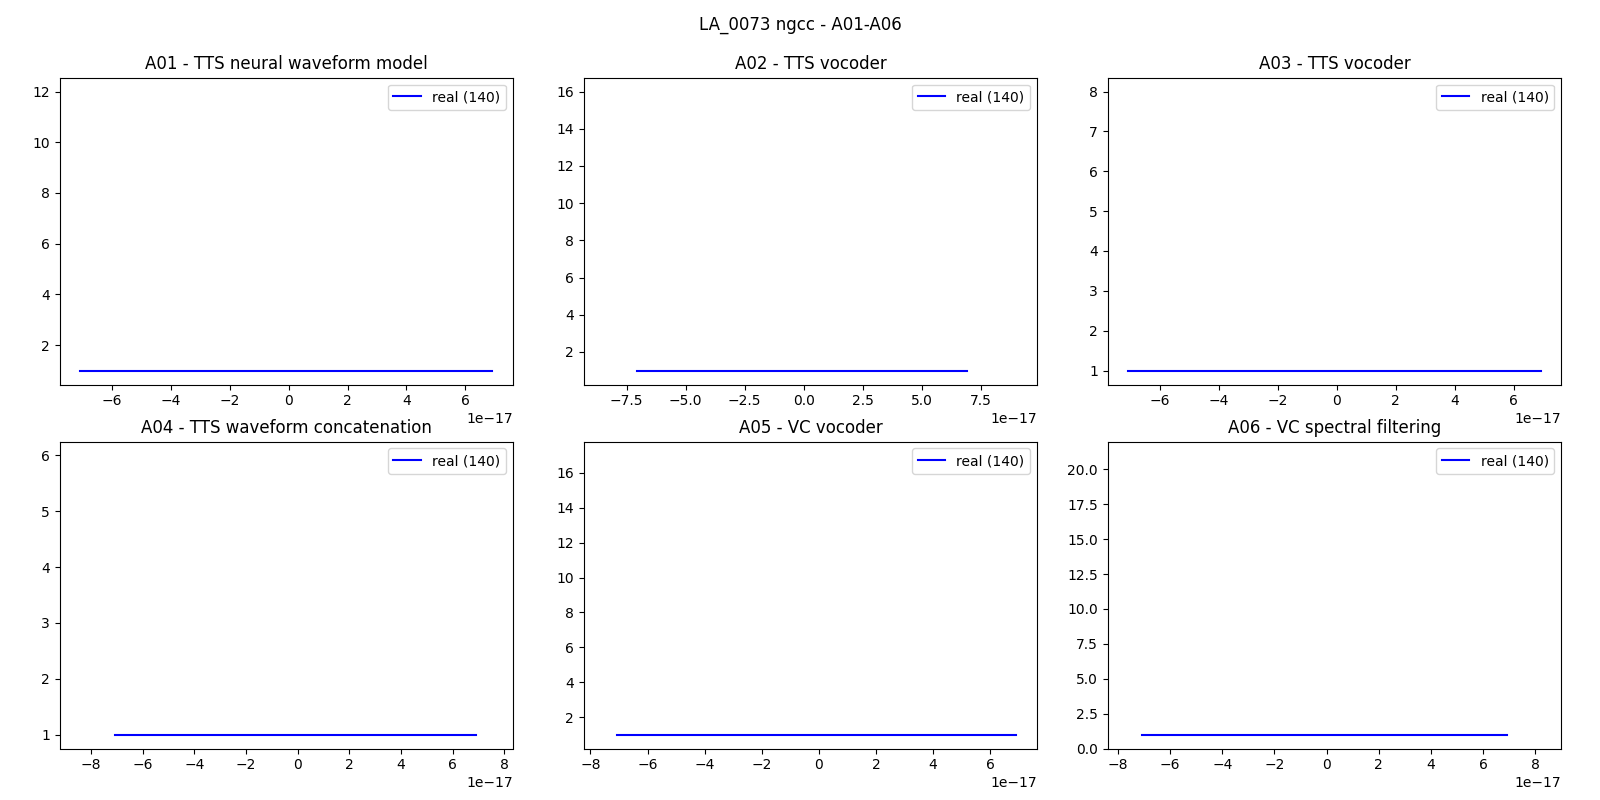 LA_0073 ngcc - A01-A06
A01 - TTS neural waveform model
real (140)
12
10
8
6
4
2
−6 −4 −2 0 2 4 6
1e−17
A02 - TTS vocoder
real (140)
16
14
12
10
8
6
4
2
−7.5 −5.0 −2.5 0.0 2.5 5.0 7.5
A03 - TTS vocoder
real (140)
8
7
6
5
4
3
2
1
−6 −4 −2 0 2 4 6
1e−17
A04 - TTS waveform concatenation
real (140)
6
5
4
3
2
1
−8 −6 −4 −2 0 2 4 6 8
1e−17
1e−17
A05 - VC vocoder
real (140)
16
14
12
10
8
6
4
2
−8 −6 −4 −2 0 2 4 6
1e−17
A06 - VC spectral filtering
real (140)
20.0
17.5
15.0
12.5
10.0
7.5
5.0
2.5
0.0
−8 −6 −4 −2 0 2 4 6 8
1e−17